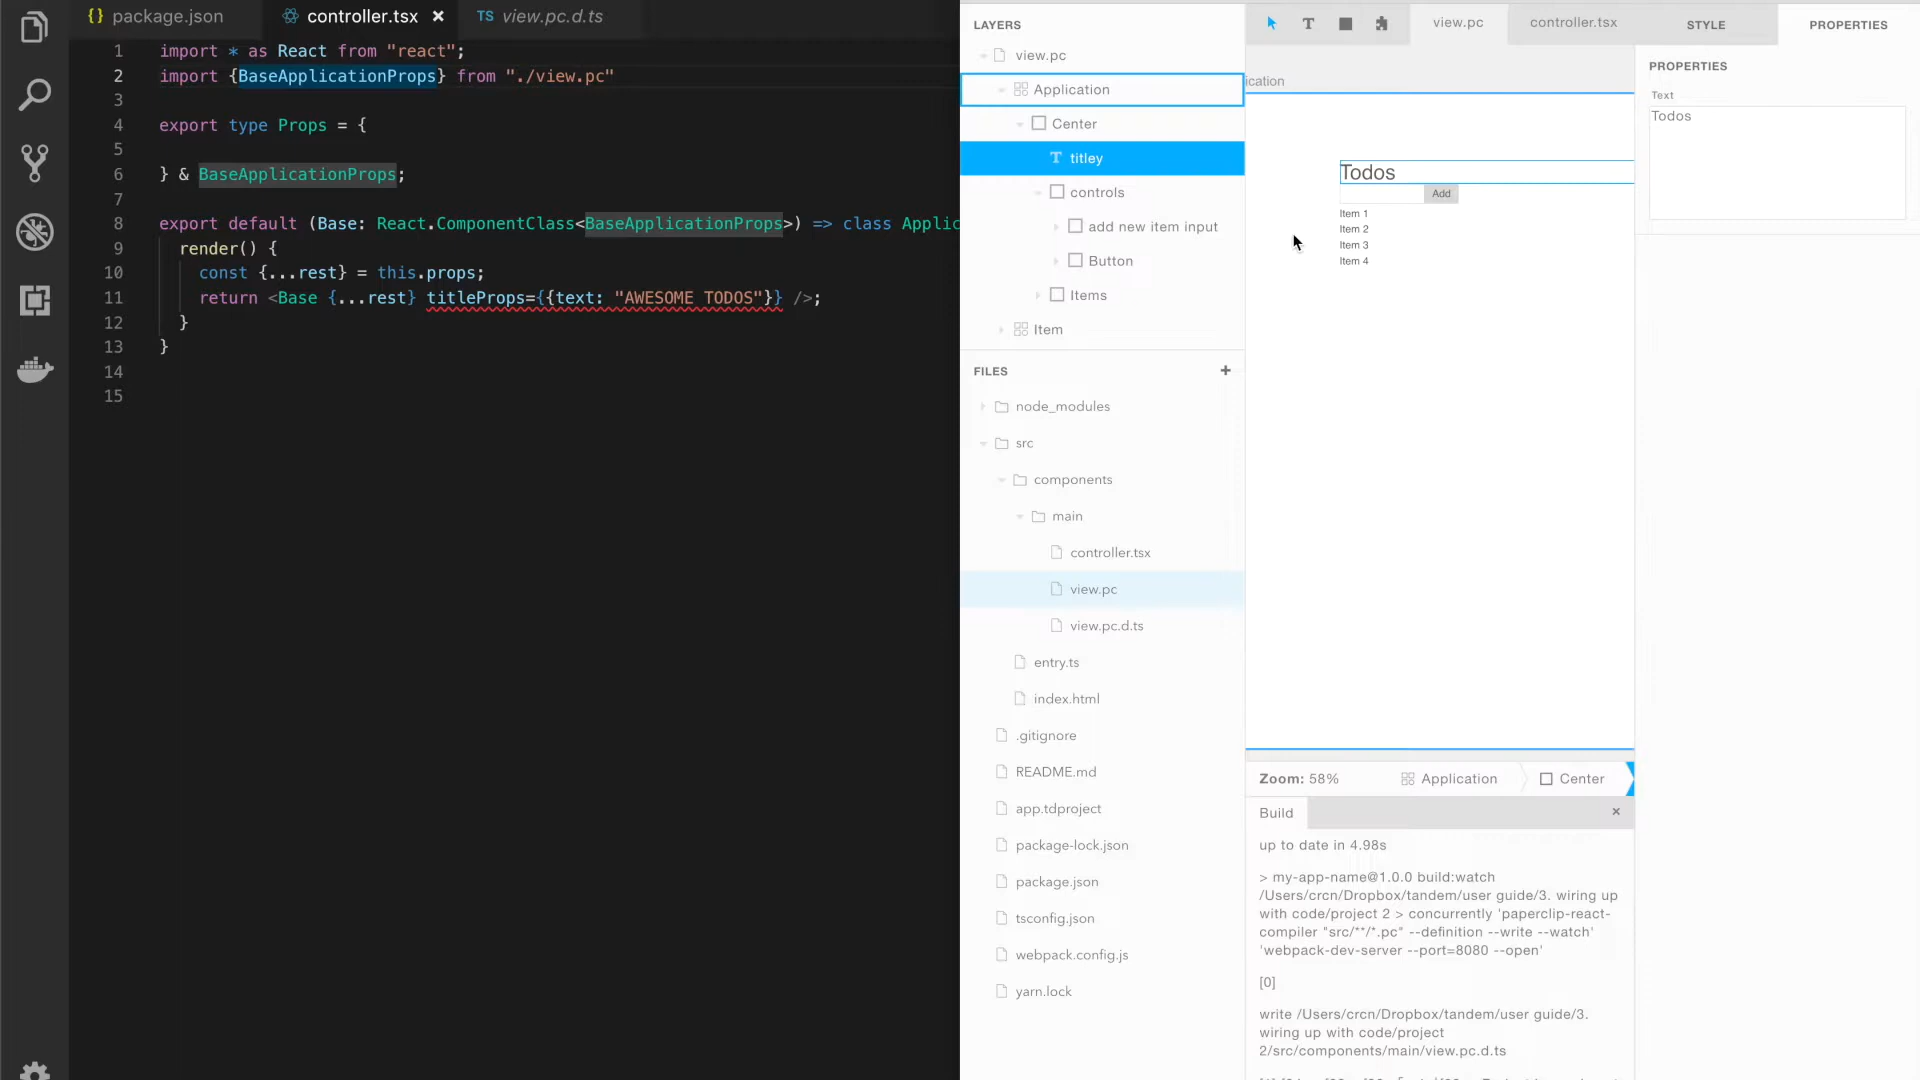 {} package.json
controller.tsx ×
TS view.pc.d.ts
1 import * as React from "react";
2 import {BaseApplicationProps} from "./view.pc"
3
4 export type Props = {
5
6 } & BaseApplicationProps;
7
8 export default (Base: React.ComponentClass<BaseApplicationProps>) => class Applic
9 render() {
10 const {...rest} = this.props;
11 return <Base {...rest} titleProps={{text: "AWESOME TODOS"}} />;
12 }
13 }
14
15
LAYERS
view.pc
Application
Center
T titley
controls
add new item input
Button
Items
Item
FILES +
node_modules
src
components
main
controller.tsx
view.pc
view.pc.d.ts
entry.ts
index.html
.gitignore
README.md
app.tdproject
package-lock.json
package.json
tsconfig.json
webpack.config.js
yarn.lock
T
view.pc
controller.tsx
ication
Todos
Add
Item 1
Item 2
Item 3
Item 4
Zoom: 58%
Application
Center
Build ×
up to date in 4.98s
> my-app-name@1.0.0 build:watch
/Users/crcn/Dropbox/tandem/user guide/3. wiring up
with code/project 2 > concurrently 'paperclip-react-
compiler "src/**/*.pc" --definition --write --watch'
'webpack-dev-server --port=8080 --open'
[0]
write /Users/crcn/Dropbox/tandem/user guide/3.
wiring up with code/project
2/src/components/main/view.pc.d.ts
STYLE
PROPERTIES
PROPERTIES
Text
Todos